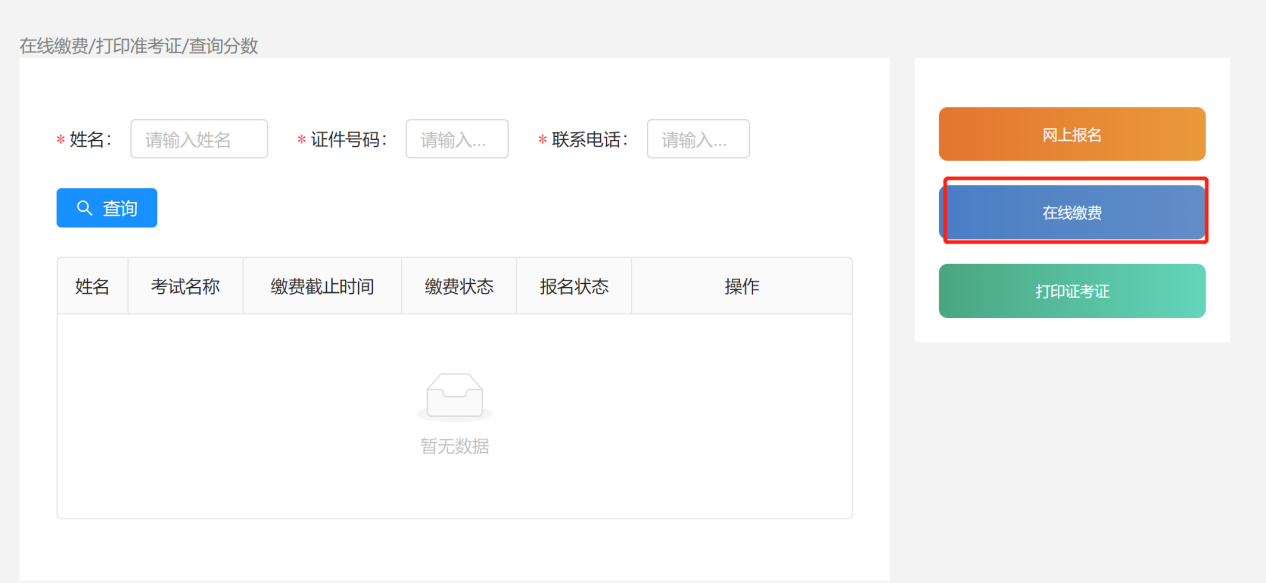 在线缴费/打印准考证/查询分数
* 姓名： 请输入姓名 * 证件号码： 请输入... * 联系电话： 请输入...
查询
姓名 考试名称 缴费截止时间 缴费状态 报名状态 操作
暂无数据
网上报名
在线缴费
打印证考证